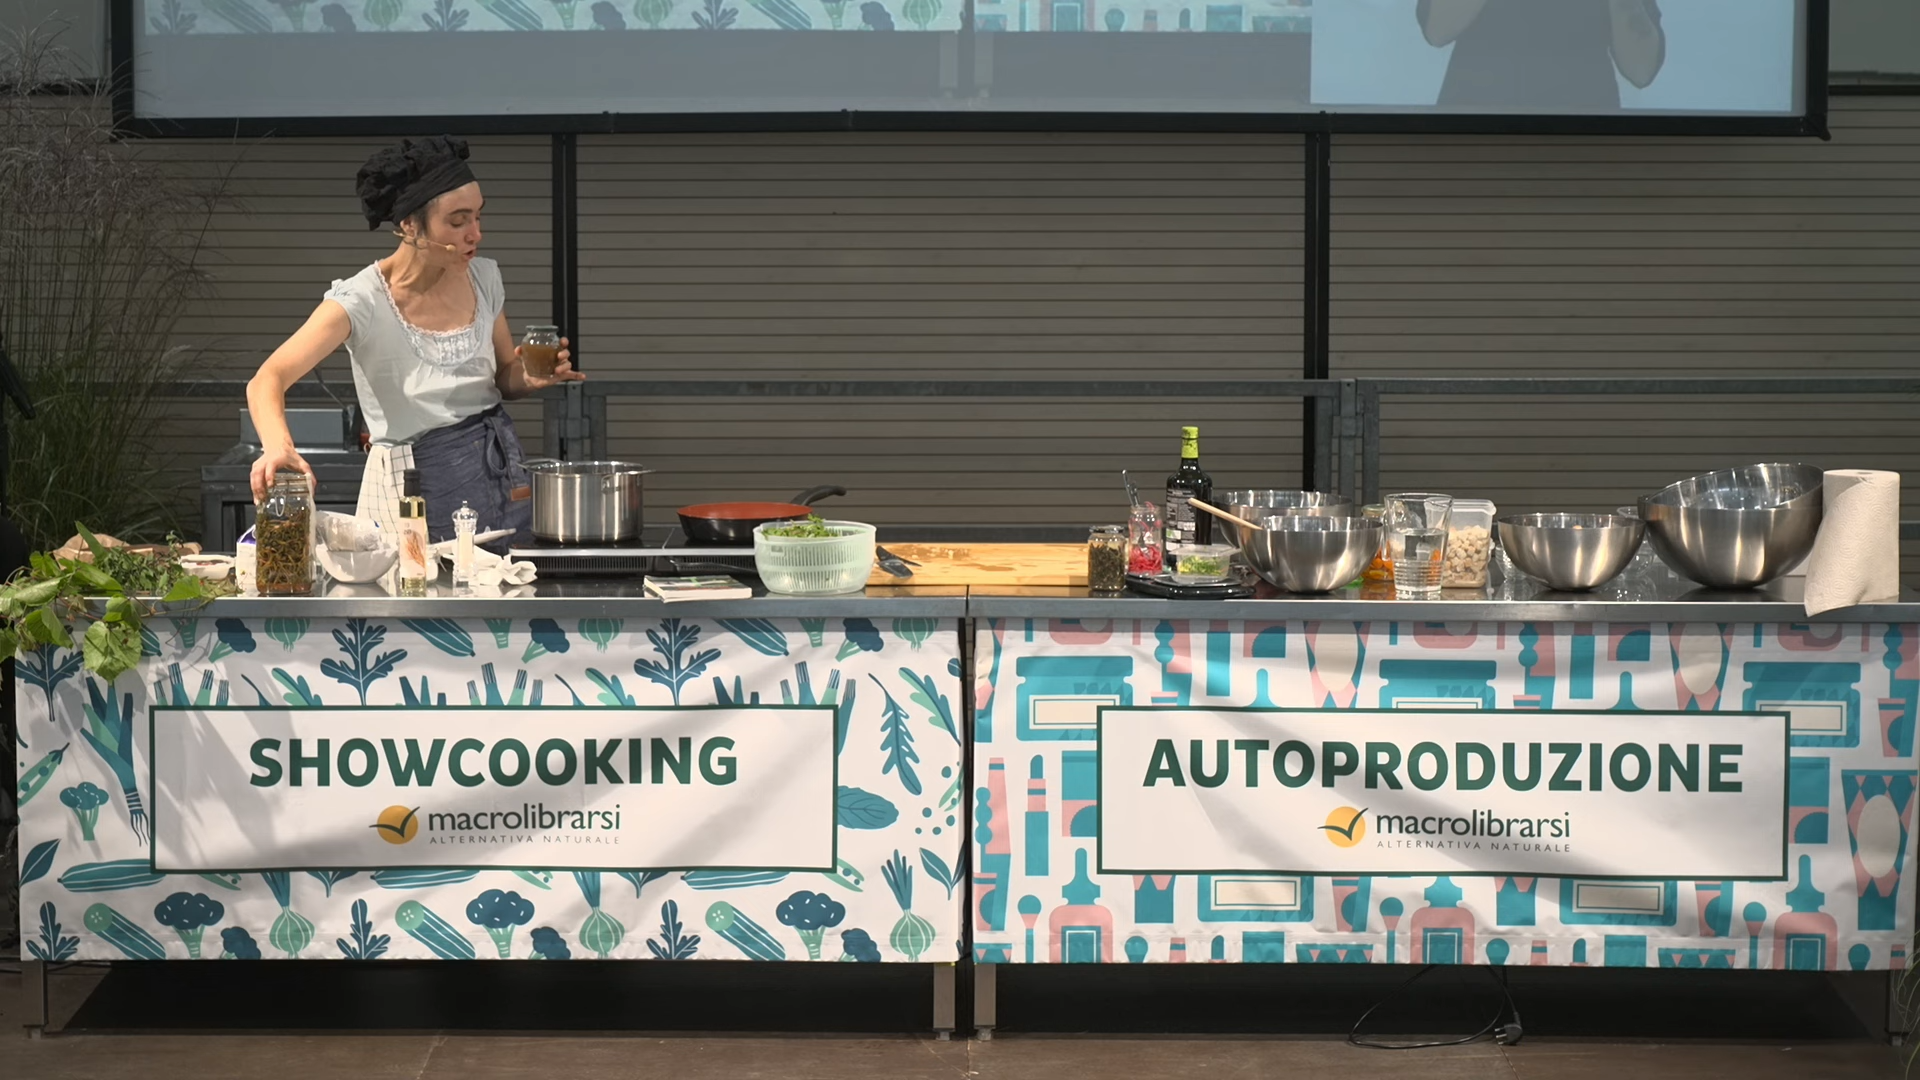 SHOWCOOKING
macrolibrarsi
ALTERNATIVA NATURALE
AUTOPRODUZIONE
macrolibrarsi
ALTERNATIVA NATURALE